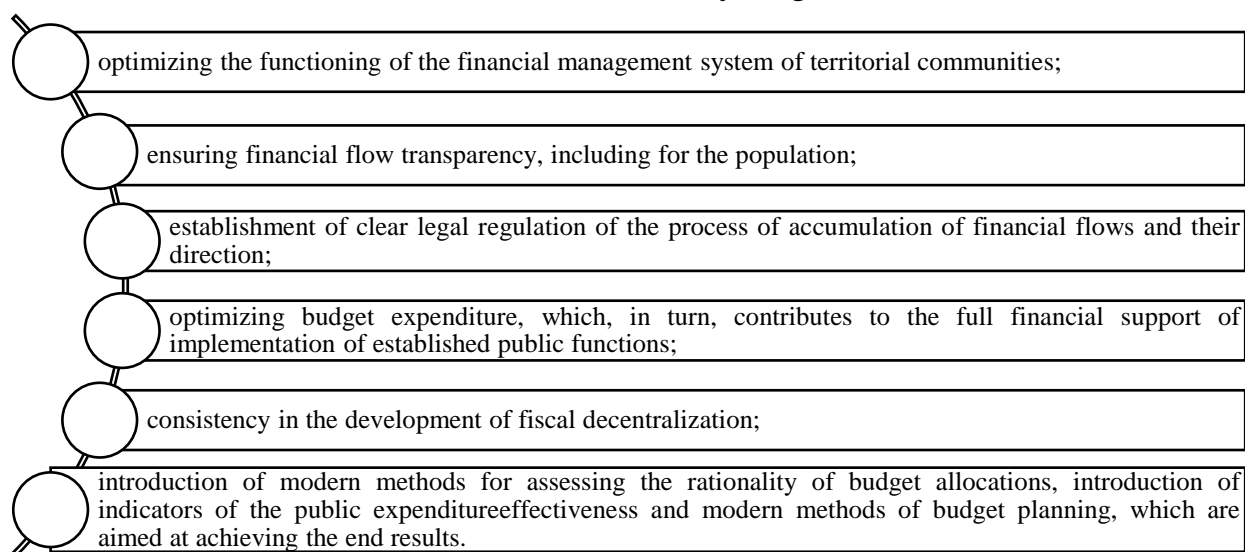 optimizing the functioning of the financial management system of territorial communities;
ensuring financial flow transparency, including for the population;
establishment of clear legal regulation of the process of accumulation of financial flows and their
direction;
optimizing budget expenditure, which, in turn, contributes to the full financial support of
implementation of established public functions;
consistency in the development of fiscal decentralization;
introduction of modern methods for assessing the rationality of budget allocations, introduction of
indicators of the public expenditureeffectiveness and modern methods of budget planning, which are
aimed at achieving the end results.